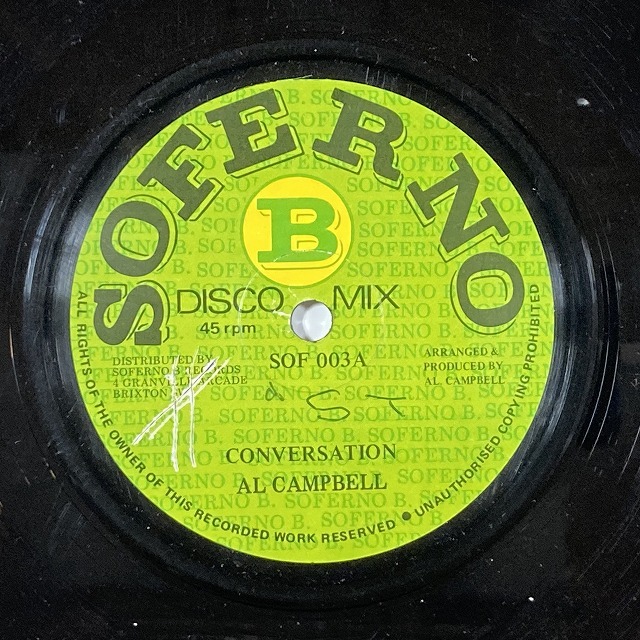 SOFERNO
B
DISCO MIX
45 rpm
SOF 003A
DISTRIBUTED BY
SOFERNO B RECORDS
4 GRANVILLE ARCADE
BRIXTON
ARRANGED &
PRODUCED BY
AL CAMPBELL
CONVERSATION
AL CAMPBELL
ALL RIGHTS OF THE OWNER OF THIS RECORDED WORK RESERVED ● UNAUTHORISED COPYING PROHIBITED